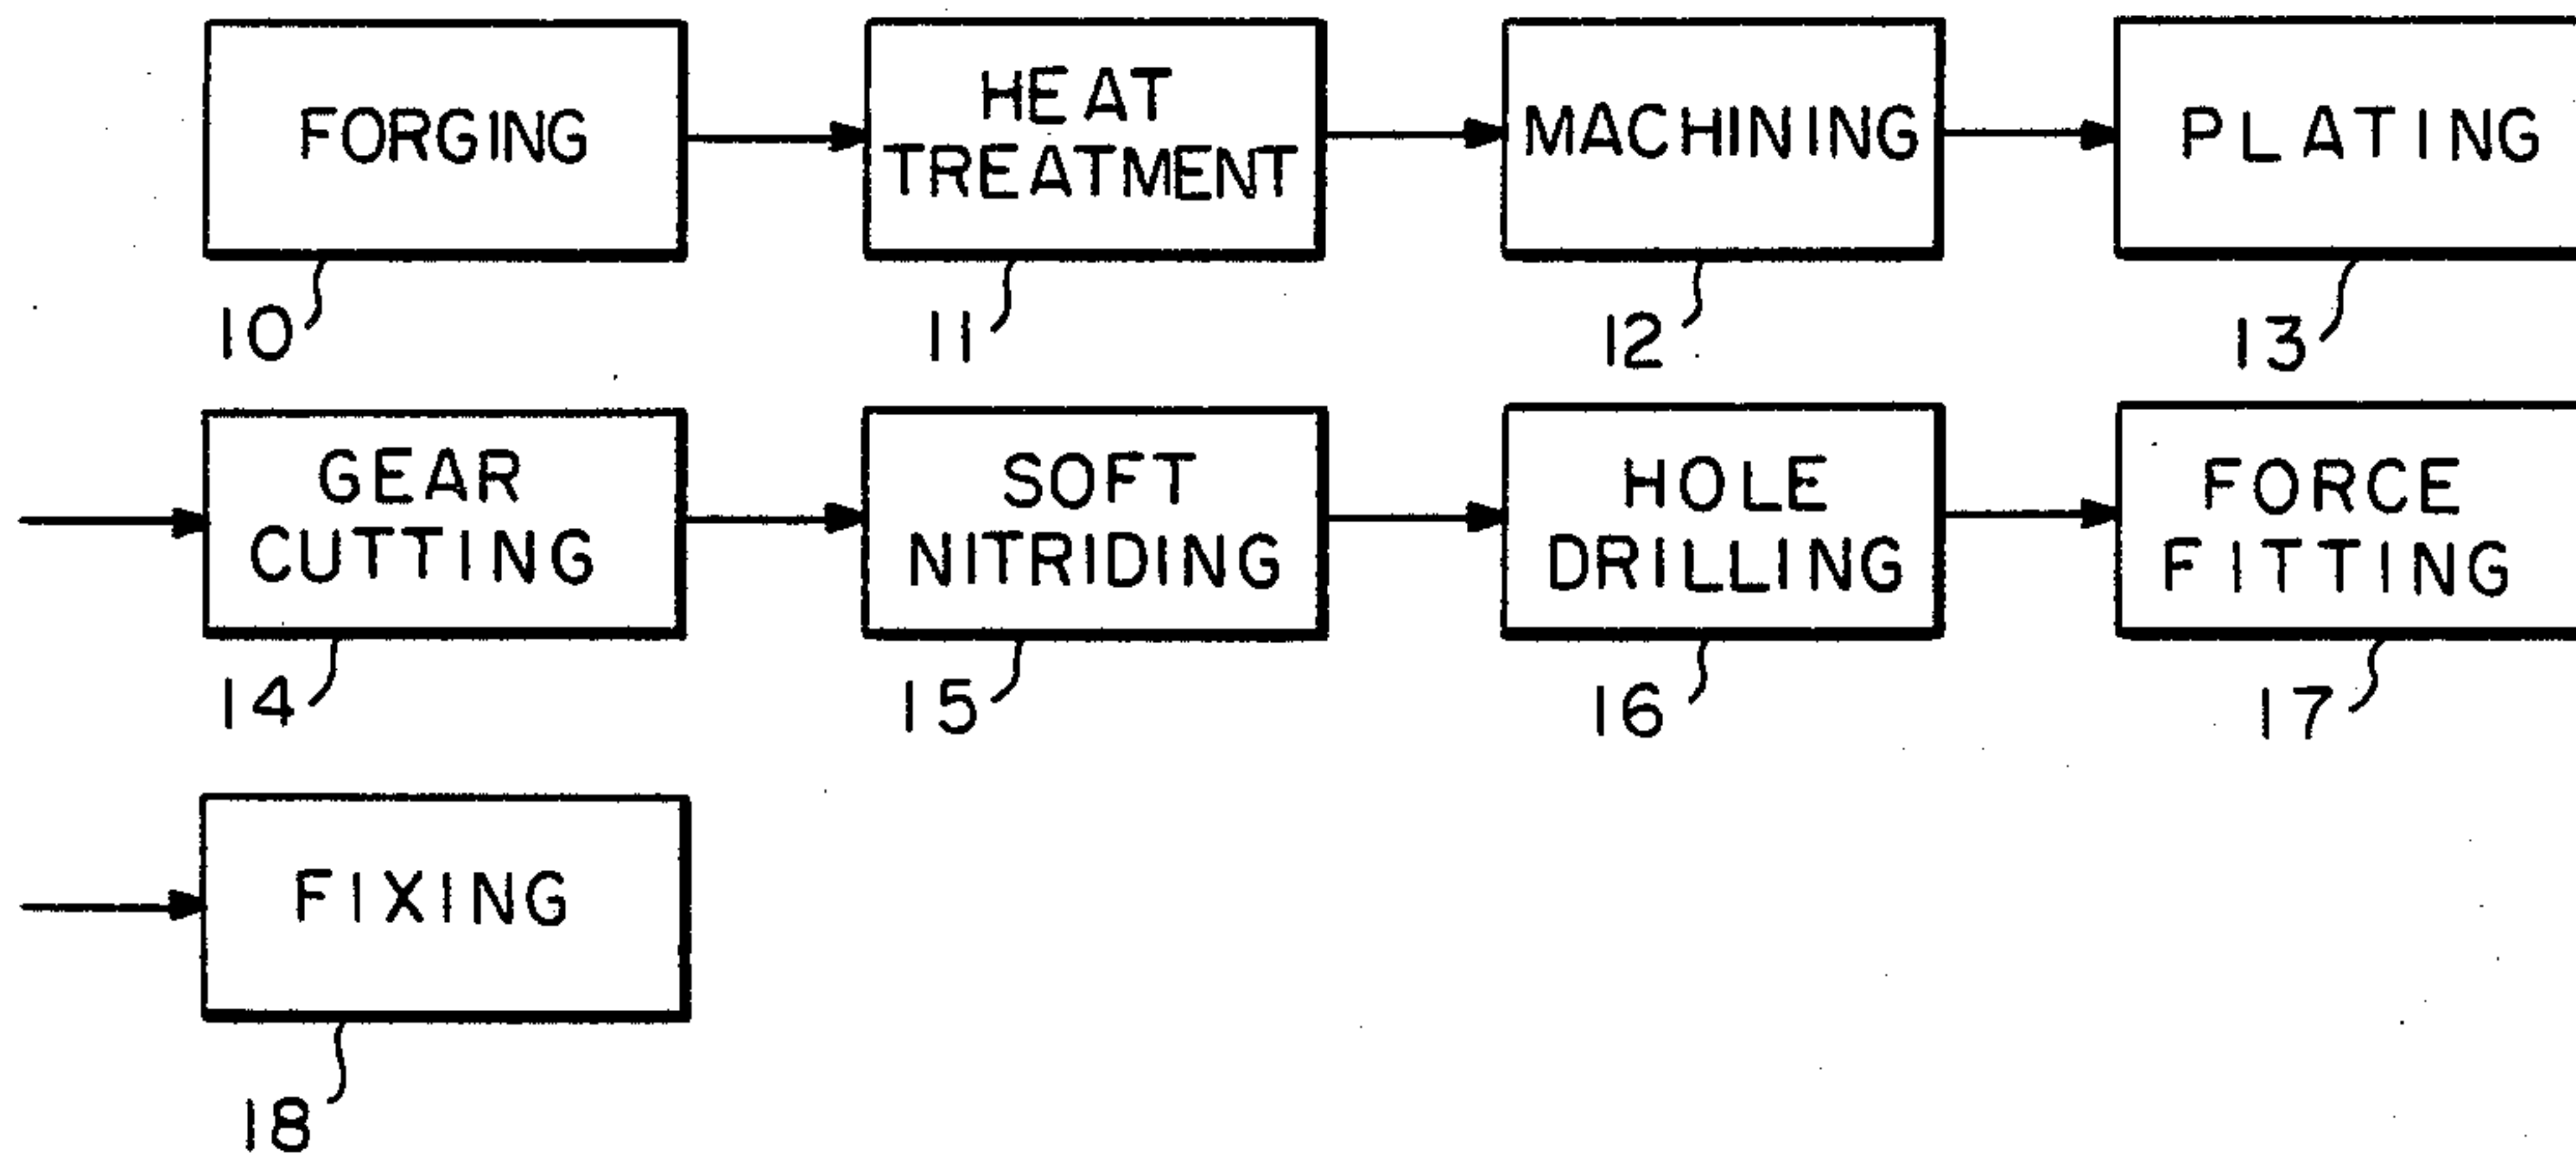 FORGING
HEAT
TREATMENT
MACHINING
PLATING
10
11
12
13
GEAR
CUTTING
SOFT
NITRIDING
HOLE
DRILLING
FORCE
FITTING
14
15
16
17
FIXING
18